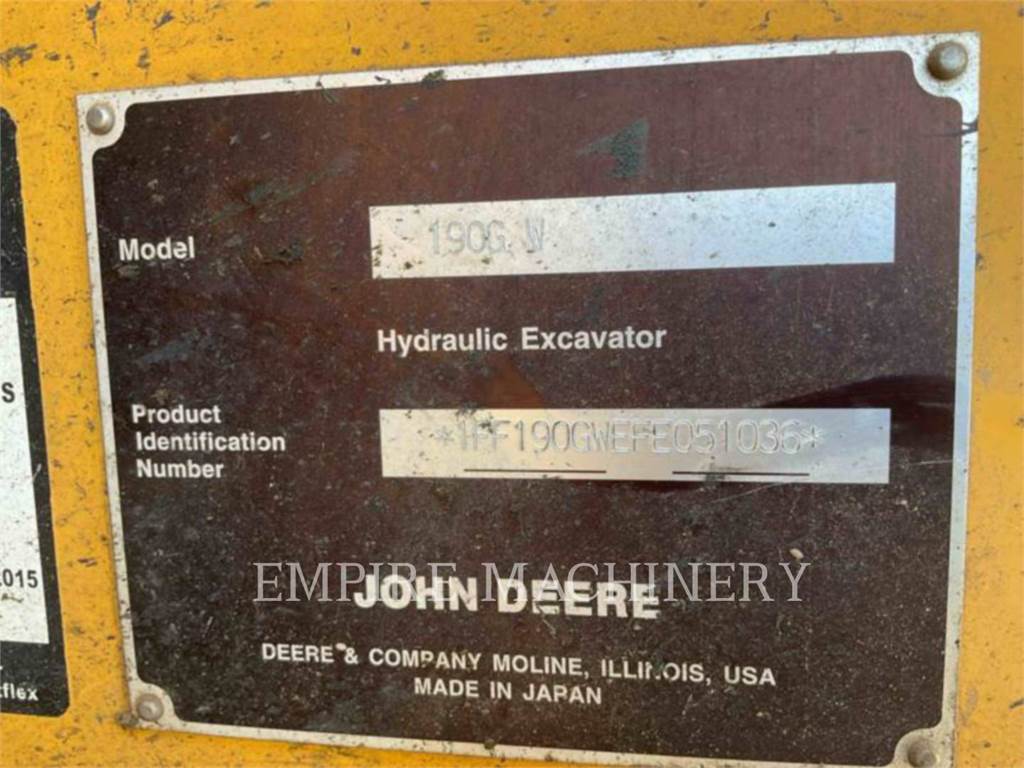 Model
190G W
Hydraulic Excavator
Product
Identification
Number
*1FF190GWEFE051036*
EMPIRE MACHINERY
JOHN DEERE
DEERE & COMPANY MOLINE, ILLINOIS, USA
MADE IN JAPAN
S
2015